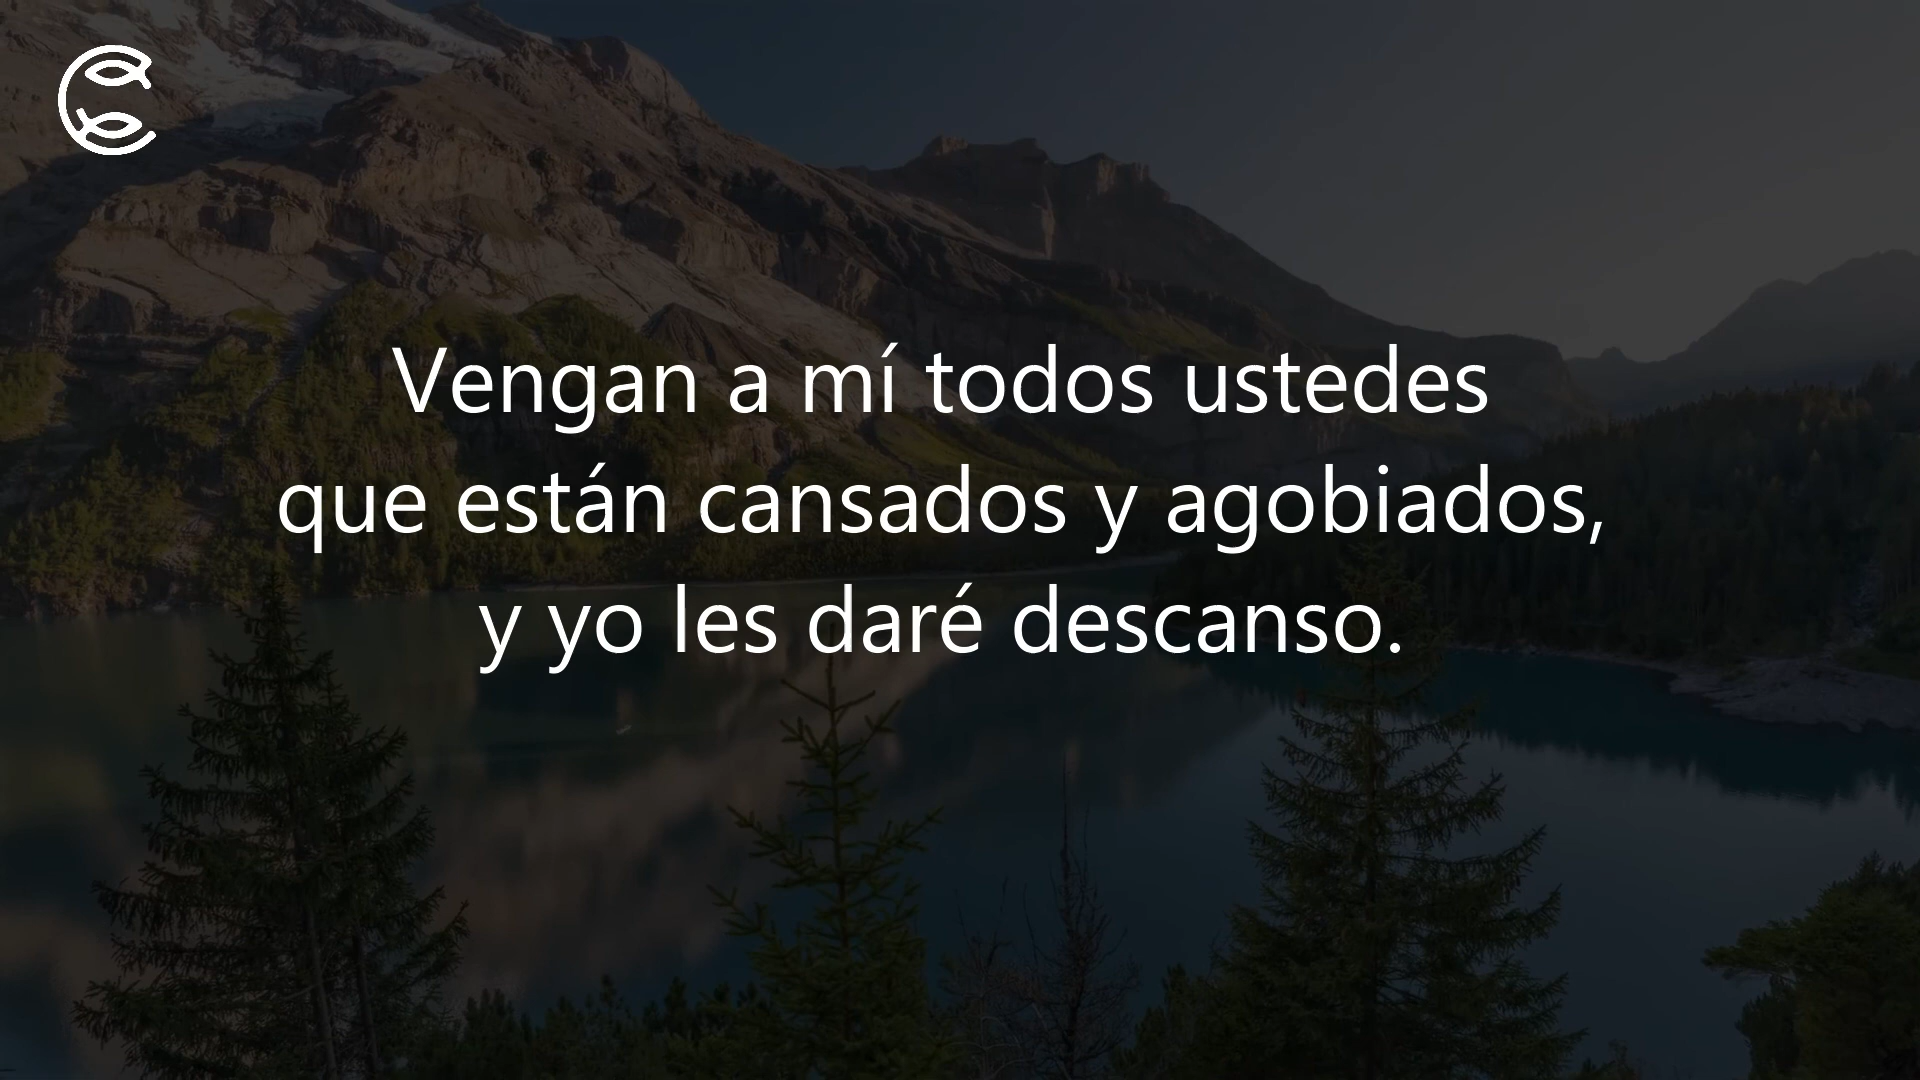 Vengan a mí todos ustedes
que están cansados y agobiados,
y yo les daré descanso.